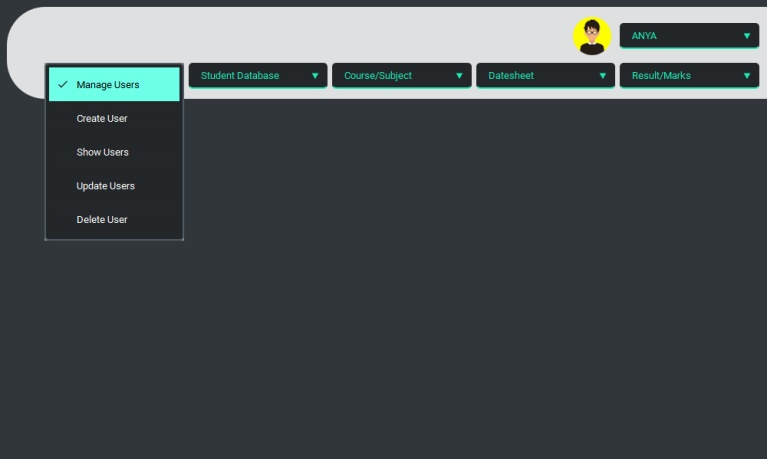 ANYA
Manage Users
Student Database
Course/Subject
Datesheet
Result/Marks
Create User
Show Users
Update Users
Delete User